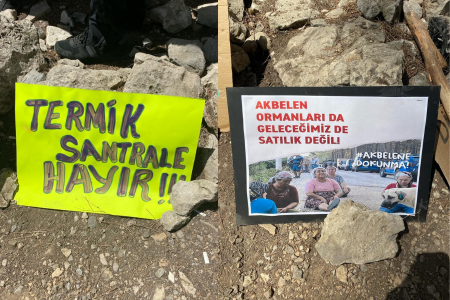 TERMİK
SANTRALE
HAYIR!!!
AKBELEN
ORMANLARI DA
GELECEĞİMİZ DE
SATILIK DEĞİL!
#AKBELENE
DOKUNMA!